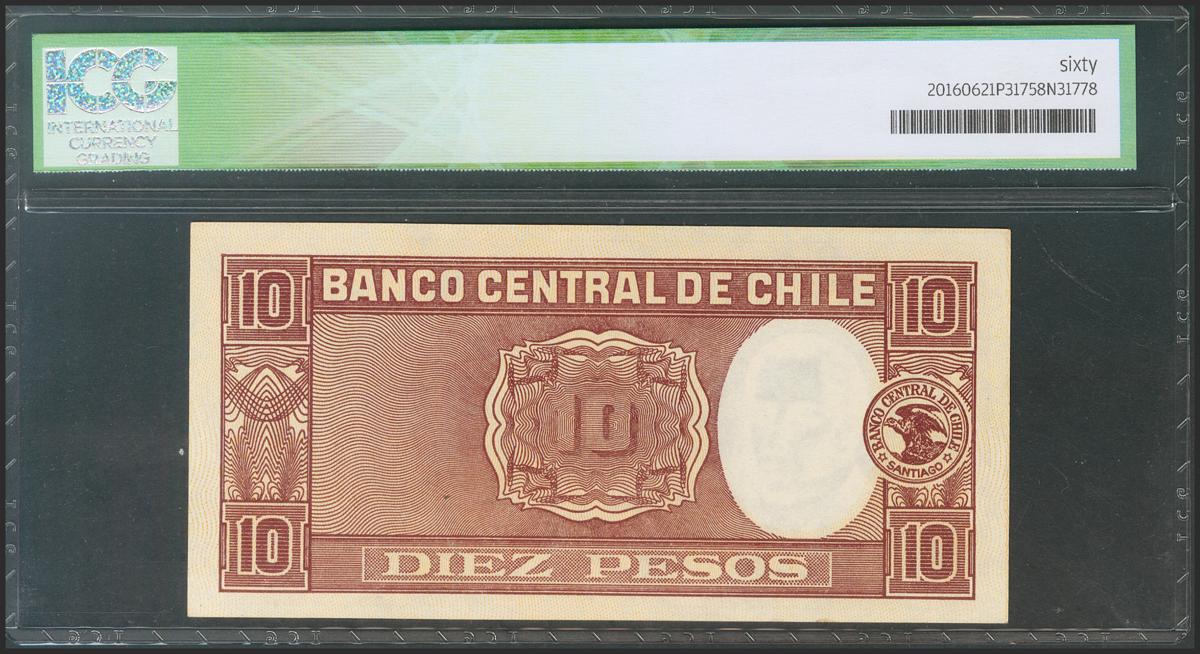 ICG
INTERNATIONAL
CURRENCY
GRADING
sixty
20160621P31758N31778
10
BANCO CENTRAL DE CHILE
10
10
BANCO CENTRAL DE CHILE
SANTIAGO
10
DIEZ PESOS
10